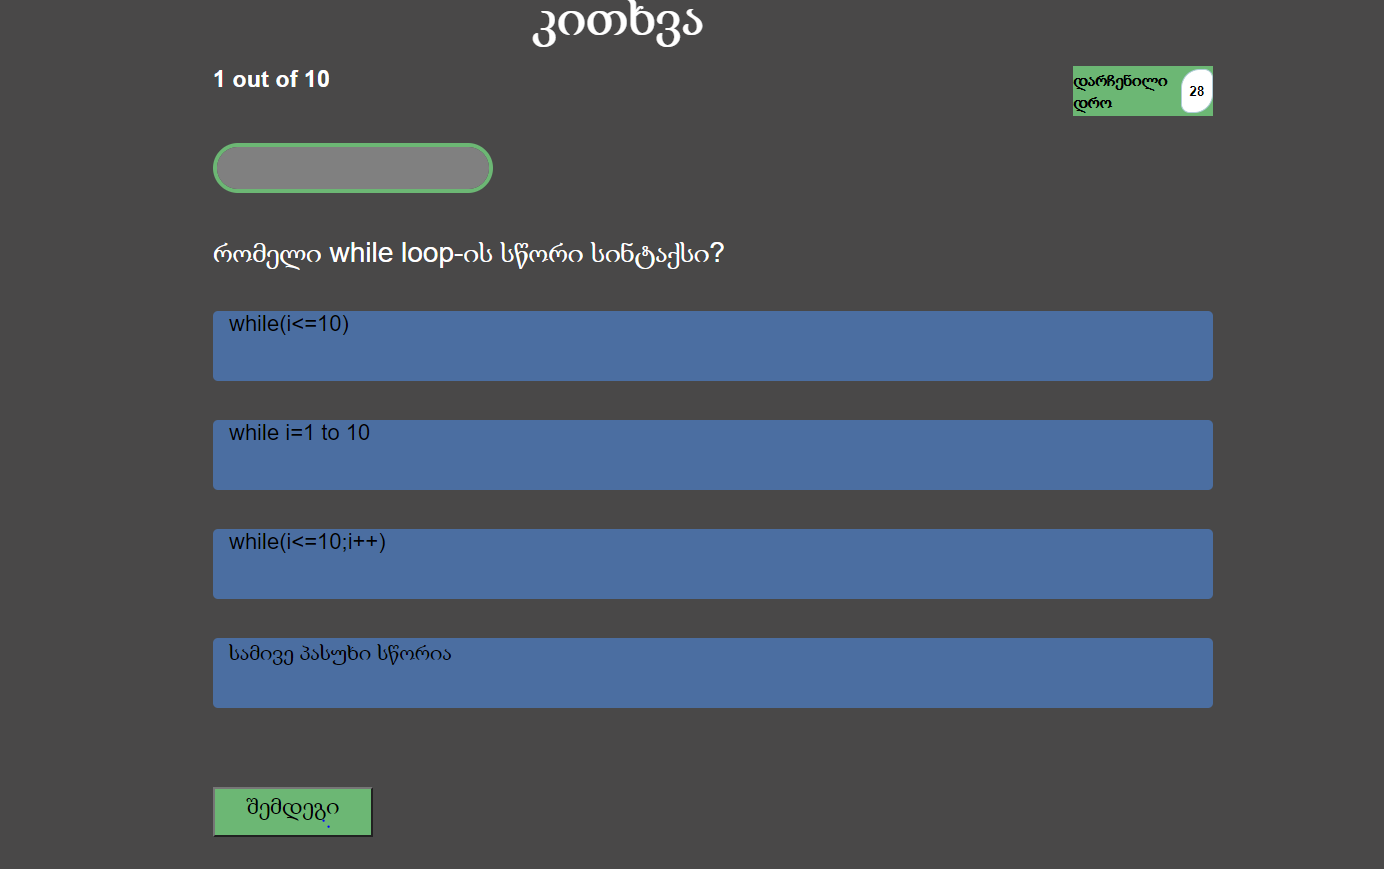 კითხვა
1 out of 10
დარჩენილი
დრო
28
რომელი while loop-ის სწორი სინტაქსი?
while(i<=10)
while i=1 to 10
while(i<=10;i++)
სამივე პასუხი სწორია
შემდეგი